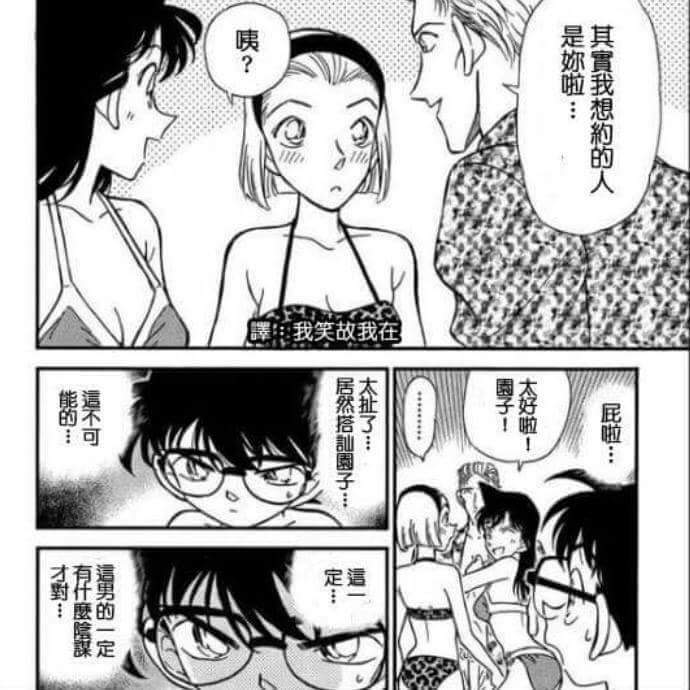 其實我想約的人
是妳啦…
咦？
譯：我笑故我在
屁啦…
太好啦！
園子！
………
太扯了…
居然搭訕園子…
這不可
能的…
這一
定…
這男的一定
有什麼陰謀
才對…